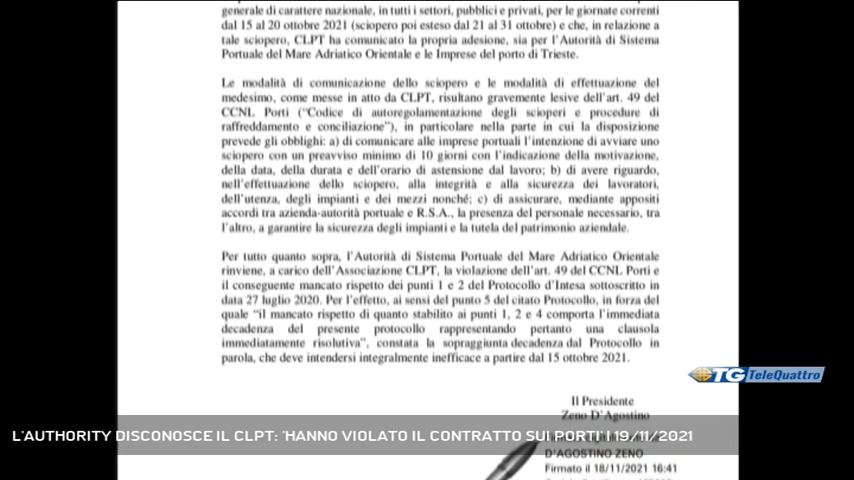 generale di carattere nazionale, in tutti i settori, pubblici e privati, per le giornate correnti
dal 15 al 20 ottobre 2021 (sciopero poi esteso dal 21 al 31 ottobre) e che, in relazione a
tale sciopero, CLPT ha comunicato la propria adesione, sia per l'Autorità di Sistema
Portuale del Mare Adriatico Orientale e le Imprese del porto di Trieste.
Le modalità di comunicazione dello sciopero e le modalità di effettuazione del
medesimo, come messe in atto da CLPT, risultano gravemente lesive dell'art. 49 del
CCNL Porti ("Codice di autoregolamentazione degli scioperi e procedure di
raffreddamento e conciliazione"), in particolare nella parte in cui la disposizione
prevede gli obblighi: a) di comunicare alle imprese portuali l'intenzione di avviare uno
sciopero con un preavviso minimo di 10 giorni con l'indicazione della motivazione,
della data, della durata e dell'orario di astensione dal lavoro; b) di avere riguardo,
nell'effettuazione dello sciopero, alla integrità e alla sicurezza dei lavoratori,
dell'utenza, degli impianti e dei mezzi nonché; c) di assicurare, mediante appositi
accordi tra azienda-autorità portuale e R.S.A., la presenza del personale necessario, tra
l'altro, a garantire la sicurezza degli impianti e la tutela del patrimonio aziendale.
Per tutto quanto sopra, l'Autorità di Sistema Portuale del Mare Adriatico Orientale
rinviene, a carico dell'Associazione CLPT, la violazione dell'art. 49 del CCNL Porti e
il conseguente mancato rispetto dei punti 1 e 2 del Protocollo d'Intesa sottoscritto in
data 27 luglio 2020. Per l'effetto, ai sensi del punto 5 del citato Protocollo, in forza del
quale "il mancato rispetto di quanto stabilito ai punti 1, 2 e 4 comporta l'immediata
decadenza del presente protocollo rappresentando pertanto una clausola
immediatamente risolutiva", constata la sopraggiunta decadenza dal Protocollo in
parola, che deve intendersi integralmente inefficace a partire dal 15 ottobre 2021.
TG TeleQuattro
Il Presidente
Zeno D'Agostino
L'AUTHORITY DISCONOSCE IL CLPT: "HANNO VIOLATO IL CONTRATTO SUI PORTI" | 19/11/2021
D'AGOSTINO ZENO
Firmato il 18/11/2021 16:41